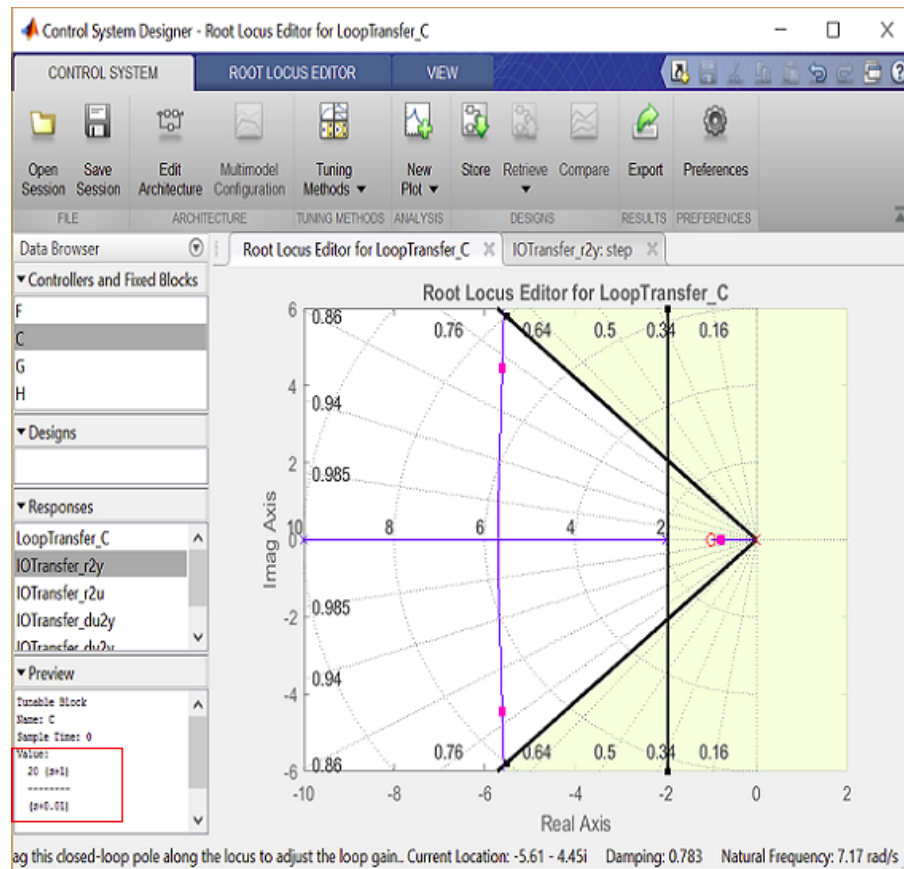 Control System Designer - Root Locus Editor for LoopTransfer_C
CONTROL SYSTEM ROOT LOCUS EDITOR VIEW
Open Session
Save Session
Edit Architecture
Multimodel Configuration
Tuning Methods
New Plot
Store
Retrieve
Compare
Export
Preferences
FILE ARCHITECTURE TUNING METHODS ANALYSIS DESIGNS RESULTS PREFERENCES
Data Browser
Root Locus Editor for LoopTransfer_C
IOTransfer_r2y: step
Controllers and Fixed Blocks
F
C
G
H
Designs
Responses
LoopTransfer_C
IOTransfer_r2y
IOTransfer_r2u
IOTransfer_du2y
IOTransfer_dy2y
Preview
Tunable Block
Name: C
Sample Time: 0
Value:
20 (s+1)
--------
(s+0.01)
Root Locus Editor for LoopTransfer_C
6
4
2
0
-2
-4
-6
0.86 0.76 0.64 0.5 0.34 0.16
0.94
0.985
10 8 6 4 2
0.985
0.94
0.86 0.76 0.64 0.5 0.34 0.16
-10 -8 -6 -4 -2 0 2
Imag Axis
Real Axis
ag this closed-loop pole along the locus to adjust the loop gain.. Current Location: -5.61 - 4.45i Damping: 0.783 Natural Frequency: 7.17 rad/s